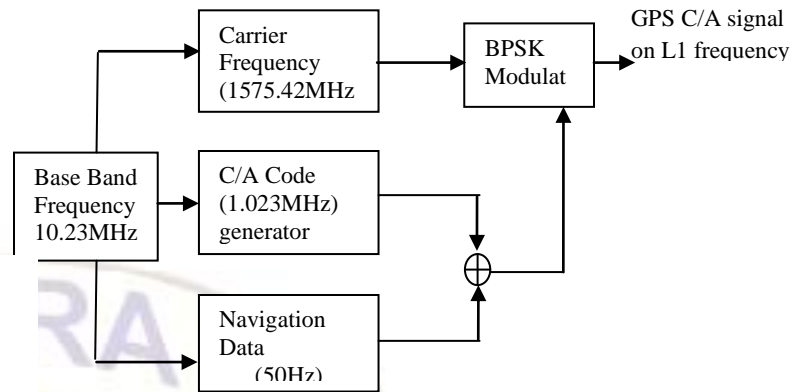 Carrier
Frequency
(1575.42MHz
BPSK
Modulat
GPS C/A signal
on L1 frequency
Base Band
Frequency
10.23MHz
C/A Code
(1.023MHz)
generator
Navigation
Data
(50Hz)
RA